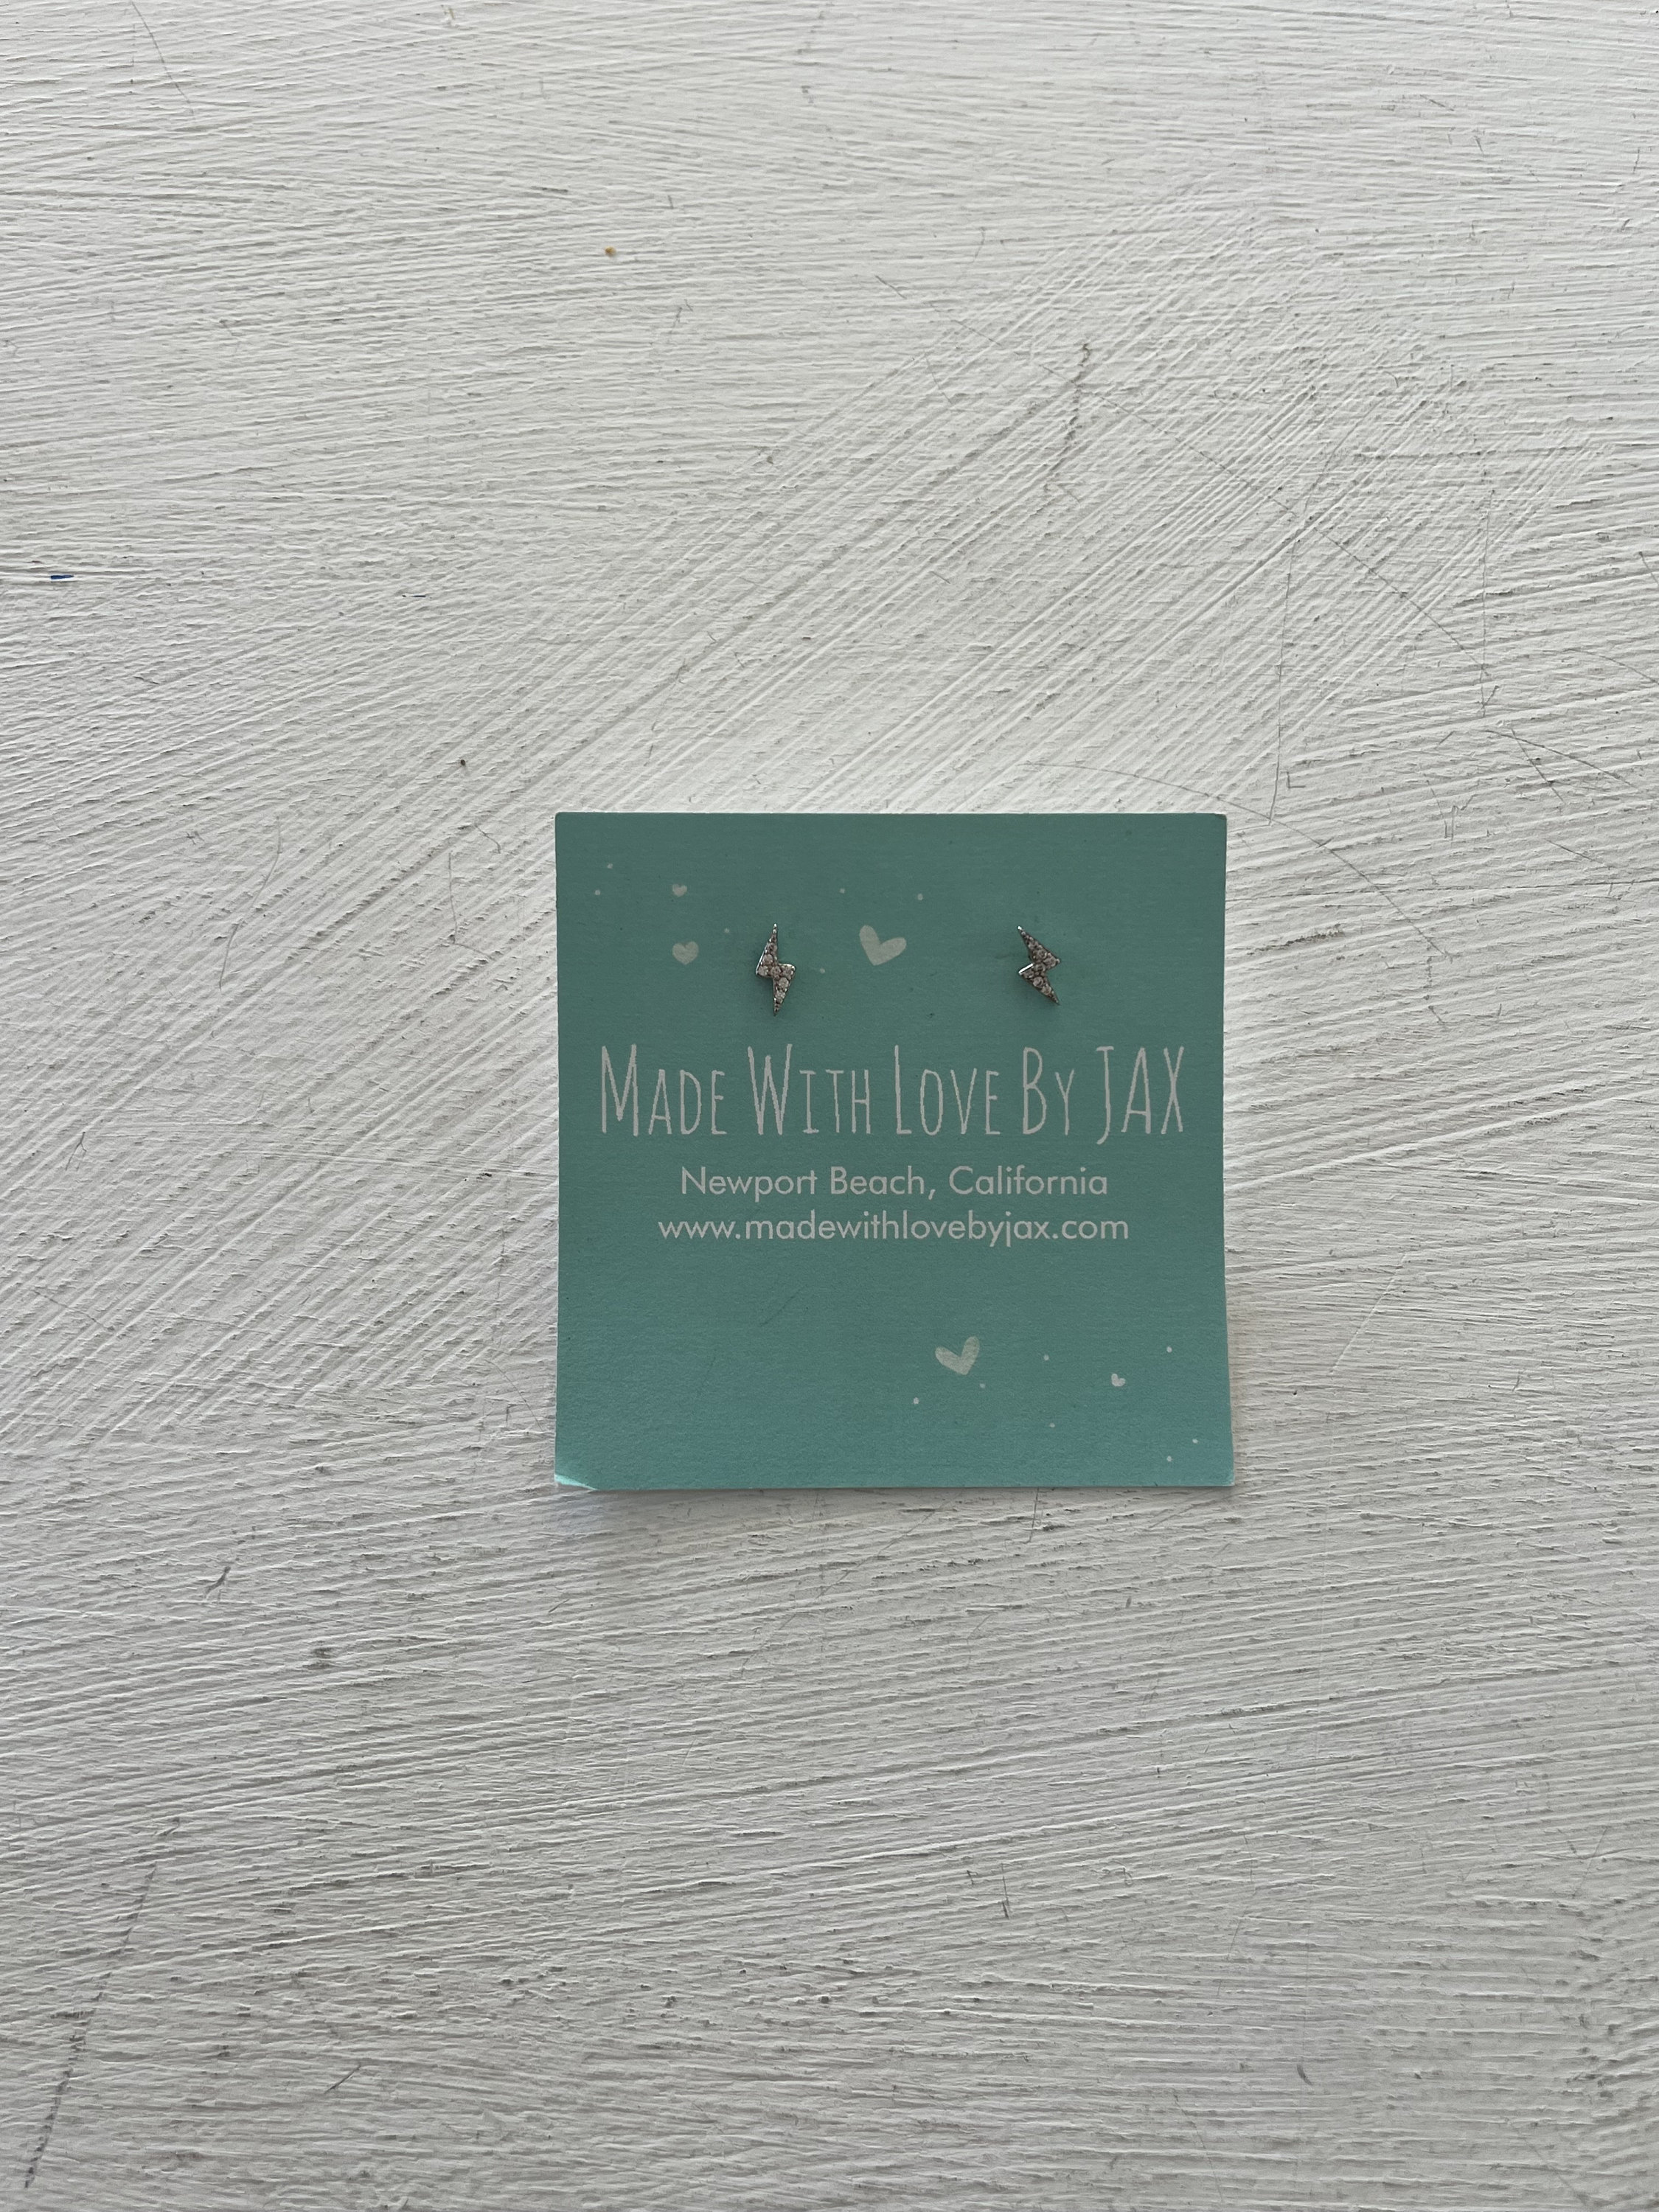 MADE WITH LOVE BY JAX
Newport Beach, California
www.madewithlovebyjax.com